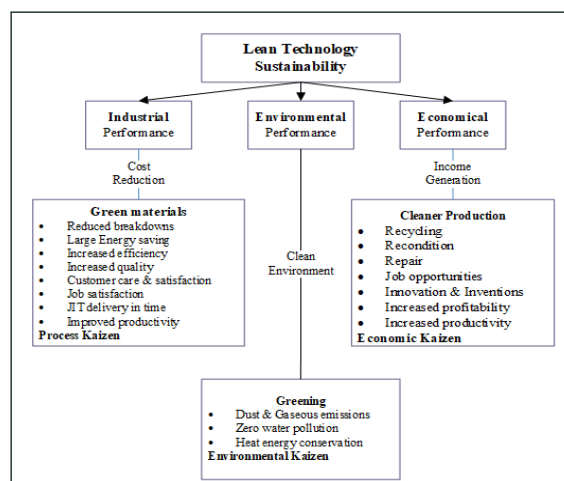 Lean Technology
Sustainability
Industrial
Performance
Environmental
Performance
Economical
Performance
Cost
Reduction
Income
Generation
Green materials
• Reduced breakdowns
• Large Energy saving
• Increased efficiency
• Increased quality
• Customer care & satisfaction
• Job satisfaction
• JIT delivery in time
• Improved productivity
Process Kaizen
Clean
Environment
Cleaner Production
• Recycling
• Recondition
• Repair
• Job opportunities
• Innovation & Inventions
• Increased profitability
• Increased productivity
Economic Kaizen
Greening
• Dust & Gaseous emissions
• Zero water pollution
• Heat energy conservation
Environmental Kaizen